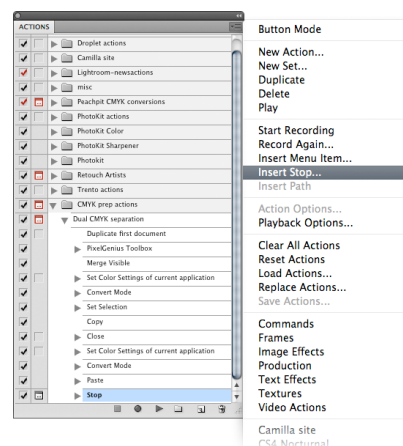 ACTIONS
Droplet actions
Camilla site
Lightroom-newsactions
misc
Peachpit CMYK conversions
PhotoKit actions
PhotoKit Color
PhotoKit Sharpener
Photokit
Retouch Artists
Trento actions
CMYK prep actions
Dual CMYK separation
Duplicate first document
PixelGenius Toolbox
Merge Visible
Set Color Settings of current application
Convert Mode
Set Selection
Copy
Close
Set Color Settings of current application
Convert Mode
Paste
Stop
Button Mode
New Action...
New Set...
Duplicate
Delete
Play
Start Recording
Record Again...
Insert Menu Item...
Insert Stop...
Insert Path
Action Options...
Playback Options...
Clear All Actions
Reset Actions
Load Actions...
Replace Actions...
Save Actions...
Commands
Frames
Image Effects
Production
Text Effects
Textures
Video Actions
Camilla site
CS4 Nocturnal